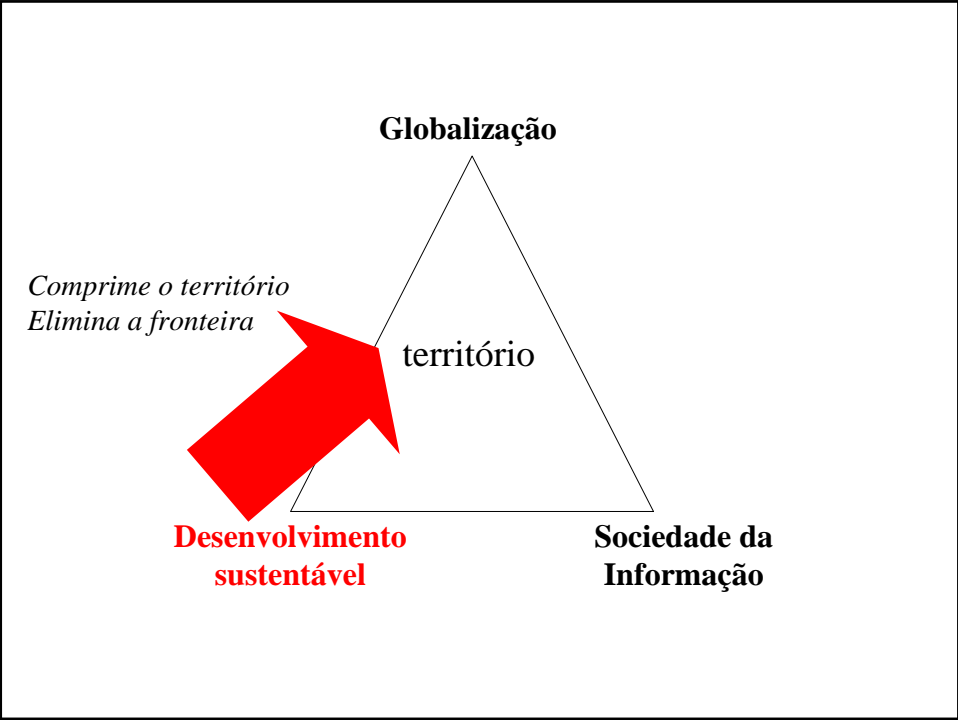 Globalização
Comprime o território
Elimina a fronteira
território
Desenvolvimento
sustentável
Sociedade da
Informação